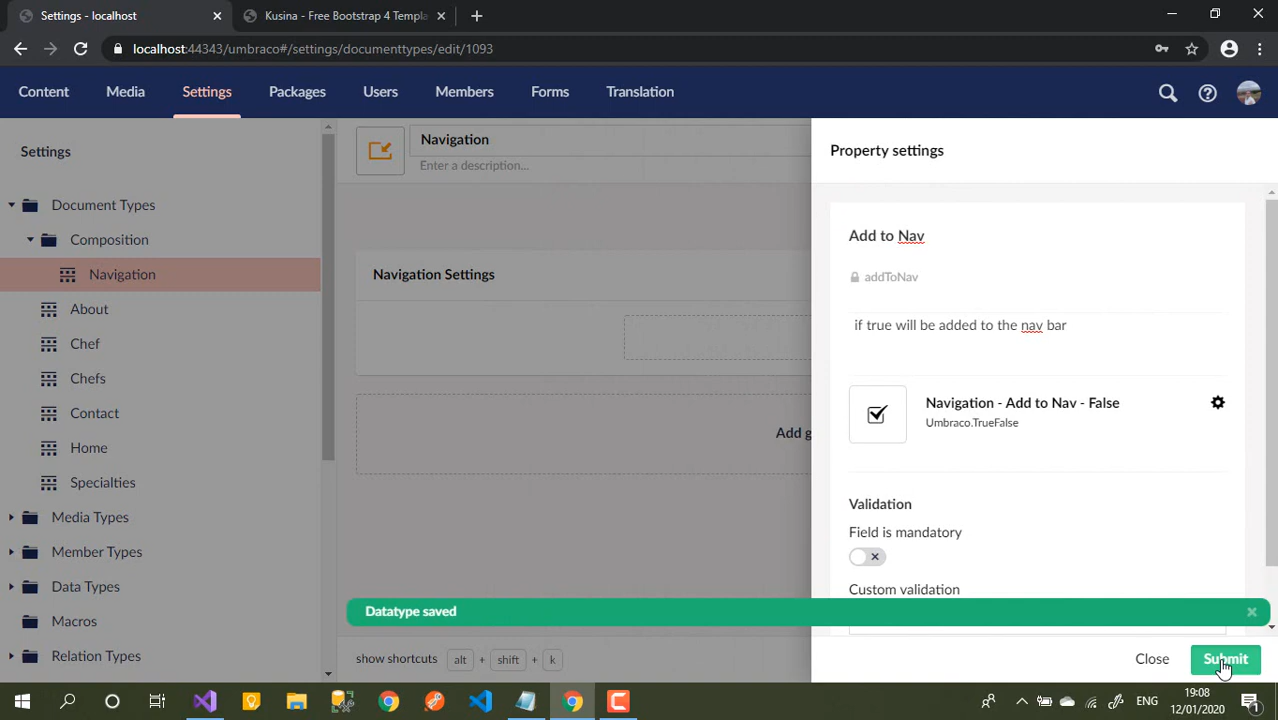 Settings - localhost
Kusina - Free Bootstrap 4 Templa
localhost:44343/umbraco#/settings/documenttypes/edit/1093
Content
Media
Settings
Packages
Users
Members
Forms
Translation
Settings
Document Types
Composition
Navigation
About
Chef
Chefs
Contact
Home
Specialties
Media Types
Member Types
Data Types
Macros
Relation Types
Navigation
Enter a description...
Navigation Settings
Add g
show shortcuts alt + shift + k
Property settings
Add to Nav
addToNav
if true will be added to the nav bar
Navigation - Add to Nav - False
Umbraco.TrueFalse
Validation
Field is mandatory
Custom validation
Datatype saved
Close
Submit
ENG
19:08
12/01/2020
1